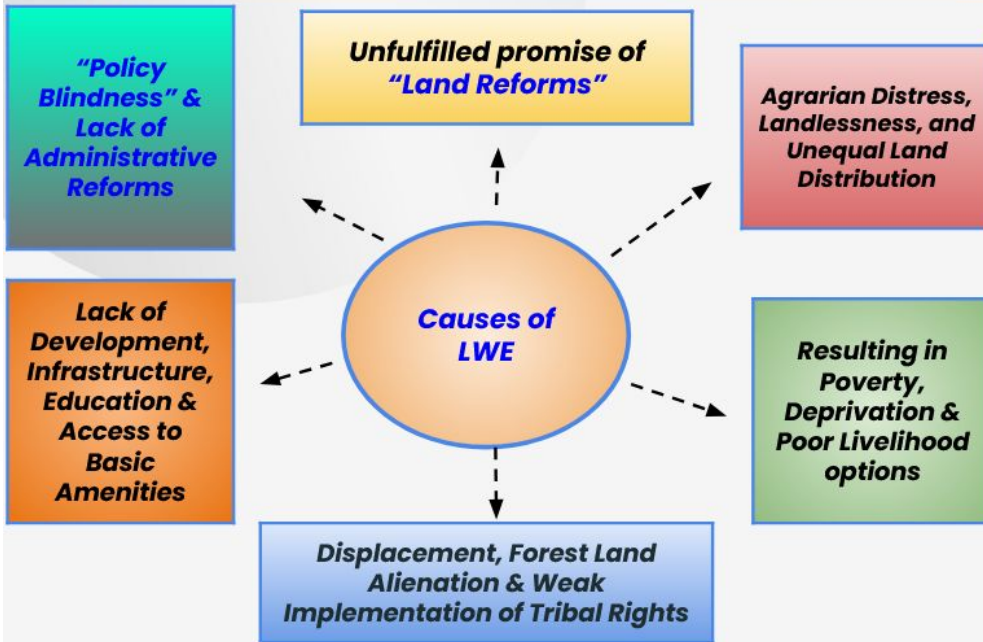 “Policy
Blindness” &
Lack of
Administrative
Reforms
Unfulfilled promise of
“Land Reforms”
Agrarian Distress,
Landlessness, and
Unequal Land
Distribution
Causes of
LWE
Lack of
Development,
Infrastructure,
Education &
Access to
Basic
Amenities
Resulting in
Poverty,
Deprivation &
Poor Livelihood
options
Displacement, Forest Land
Alienation & Weak
Implementation of Tribal Rights